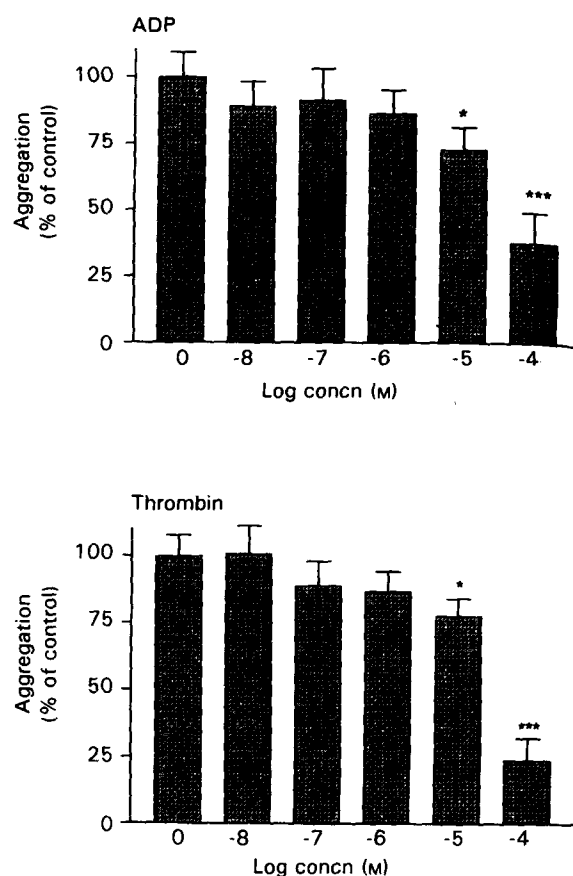 ADP
Aggregation
(% of control)
100
75
50
25
0
*
***
0 -8 -7 -6 -5 -4
Log concn (M)
Thrombin
Aggregation
(% of control)
100
75
50
25
0
*
***
0 -8 -7 -6 -5 -4
Log concn (M)